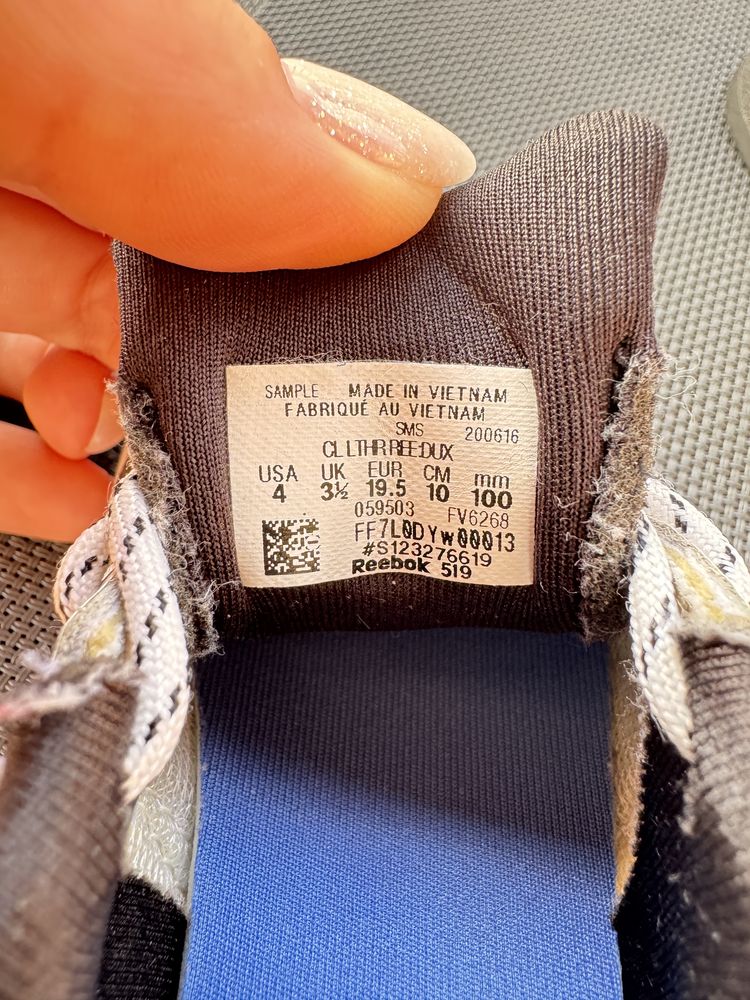 SAMPLE MADE IN VIETNAM
FABRIQUÉ AU VIETNAM
SMS 200616
CL LTHR REE:DUX
USA UK EUR CM mm
4 3½ 19.5 10 100
059503 FV6268
FF7L0DYw00013
#S123276619
Reebok 519